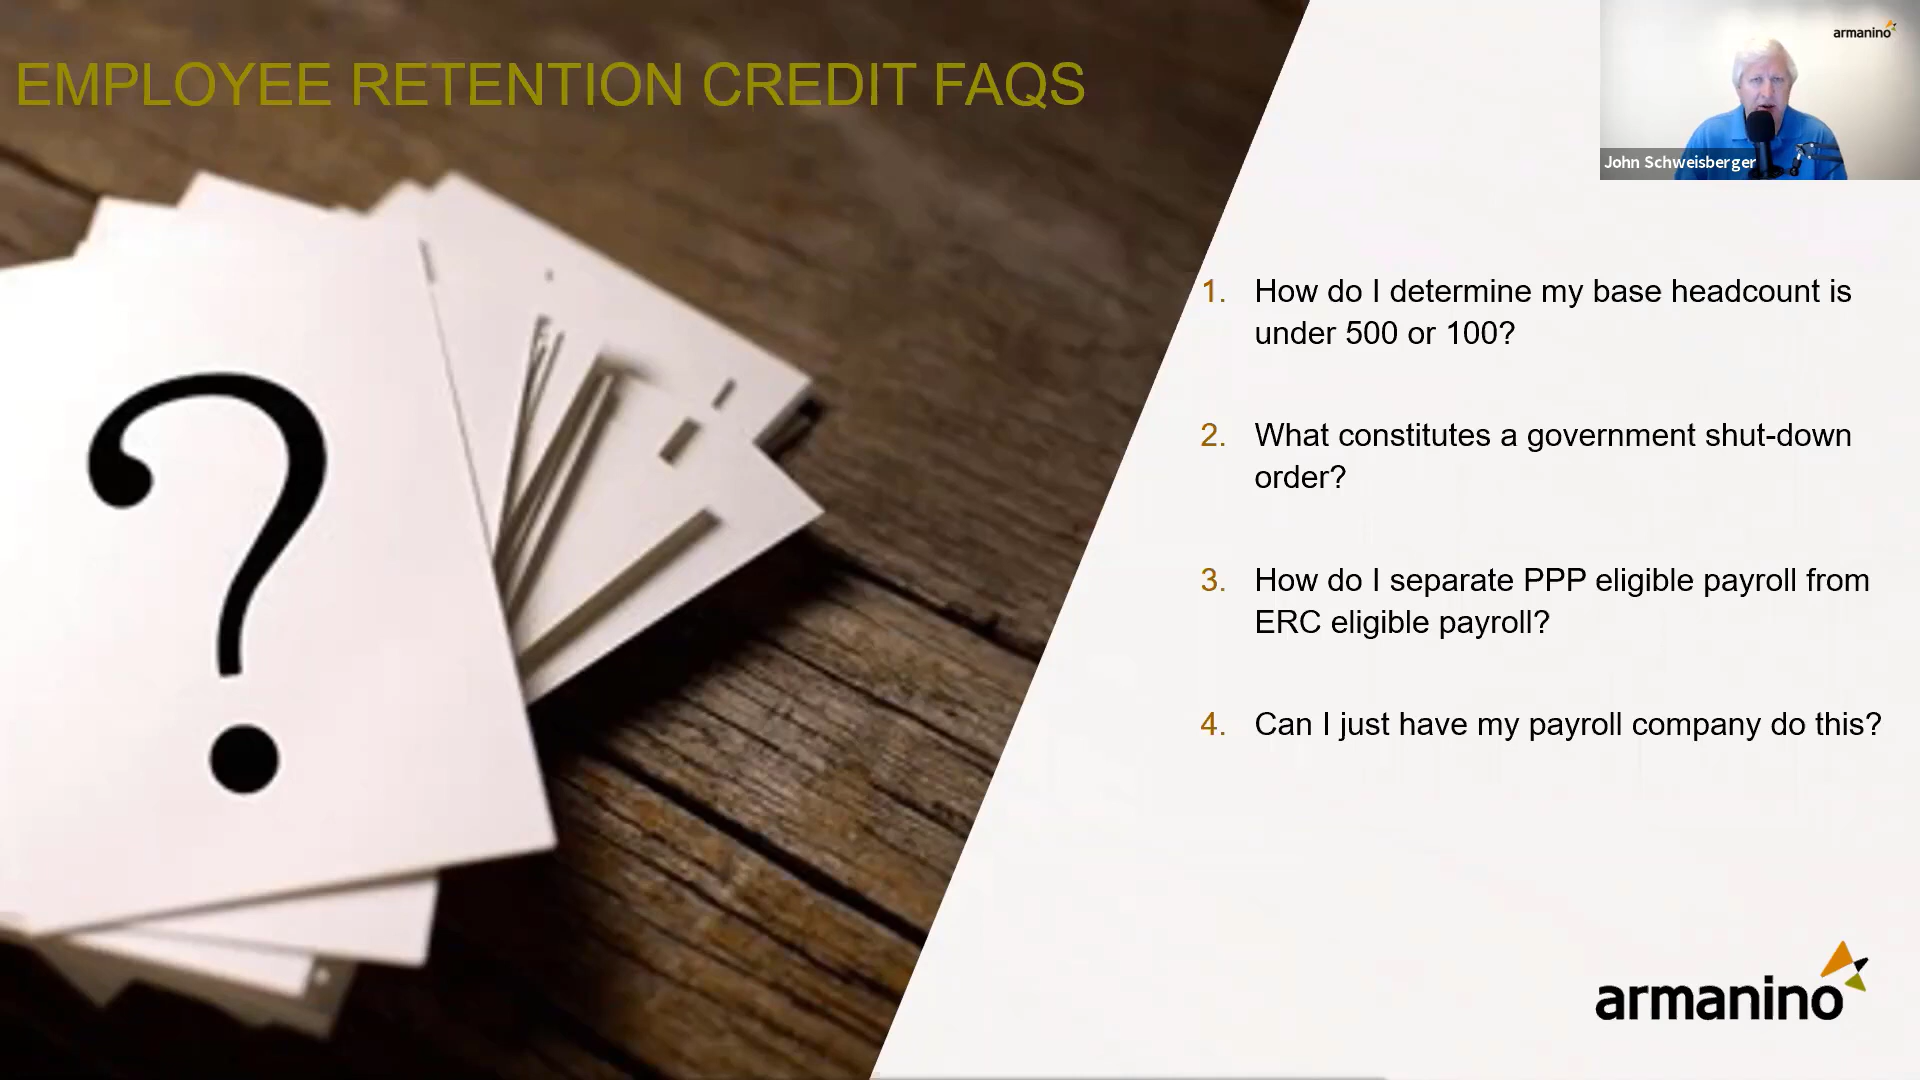 EMPLOYEE RETENTION CREDIT FAQS
armanino
John Schweisberger
1. How do I determine my base headcount is
under 500 or 100?
2. What constitutes a government shut-down
order?
3. How do I separate PPP eligible payroll from
ERC eligible payroll?
4. Can I just have my payroll company do this?
?
armanino